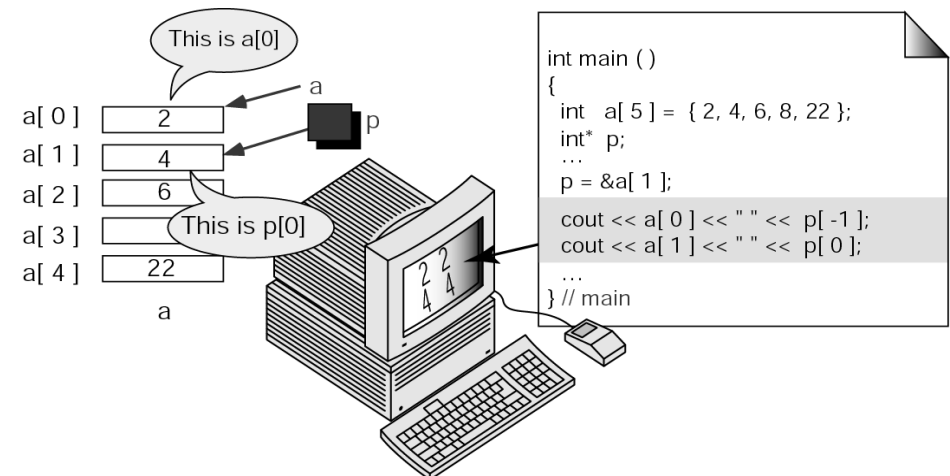 This is a[0]
a
a[ 0 ] 2
p
a[ 1 ] 4
a[ 2 ] 6
This is p[0]
a[ 3 ]
a[ 4 ] 22
a
2 2
4 4
int main ( )
{
int a[ 5 ] = { 2, 4, 6, 8, 22 };
int* p;
...
p = &a[ 1 ];
cout << a[ 0 ] << " " << p[ -1 ];
cout << a[ 1 ] << " " << p[ 0 ];
...
} // main